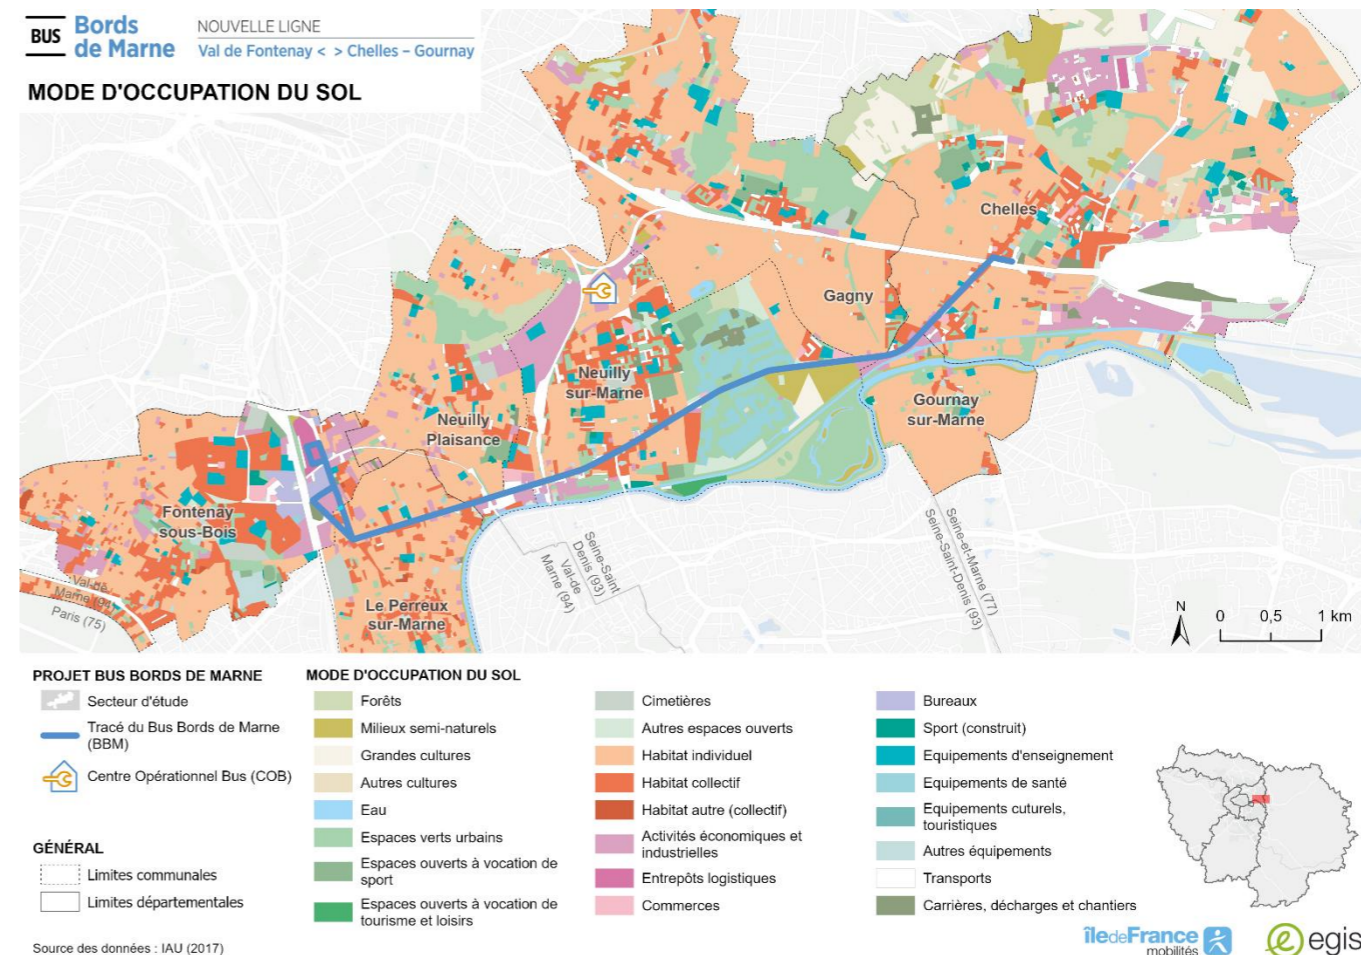 BUS Bords
de Marne
NOUVELLE LIGNE
Val de Fontenay < > Chelles – Gournay
MODE D'OCCUPATION DU SOL
Chelles
Gagny
Neuilly
sur-Marne
Gournay
sur-Marne
Neuilly
Plaisance
Fontenay
sous-Bois
Le Perreux
sur-Marne
Val-de
Marne (94)
Paris (75)
Seine-Saint
Denis (93)
Val-de
Marne (94)
Seine-et-Marne (77)
Seine-Saint-Denis (93)
N
0 0,5 1 km
PROJET BUS BORDS DE MARNE
Secteur d'étude
Tracé du Bus Bords de Marne
(BBM)
Centre Opérationnel Bus (COB)
GÉNÉRAL
Limites communales
Limites départementales
MODE D'OCCUPATION DU SOL
Forêts
Milieux semi-naturels
Grandes cultures
Autres cultures
Eau
Espaces verts urbains
Espaces ouverts à vocation de
sport
Espaces ouverts à vocation de
tourisme et loisirs
Cimetières
Autres espaces ouverts
Habitat individuel
Habitat collectif
Habitat autre (collectif)
Activités économiques et
industrielles
Entrepôts logistiques
Commerces
Bureaux
Sport (construit)
Equipements d'enseignement
Equipements de santé
Equipements cuturels,
touristiques
Autres équipements
Transports
Carrières, décharges et chantiers
Source des données : IAU (2017)
îledeFrance
mobilités
egis